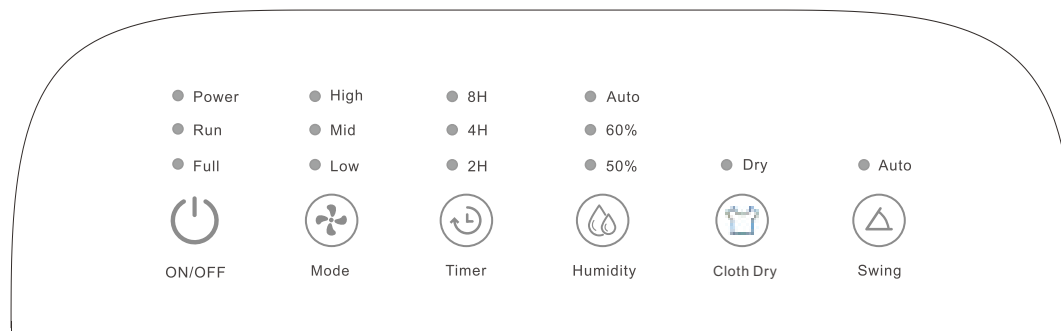 Power High 8H Auto
Run Mid 4H 60%
Full Low 2H 50% Dry Auto
ON/OFF Mode Timer Humidity Cloth Dry Swing